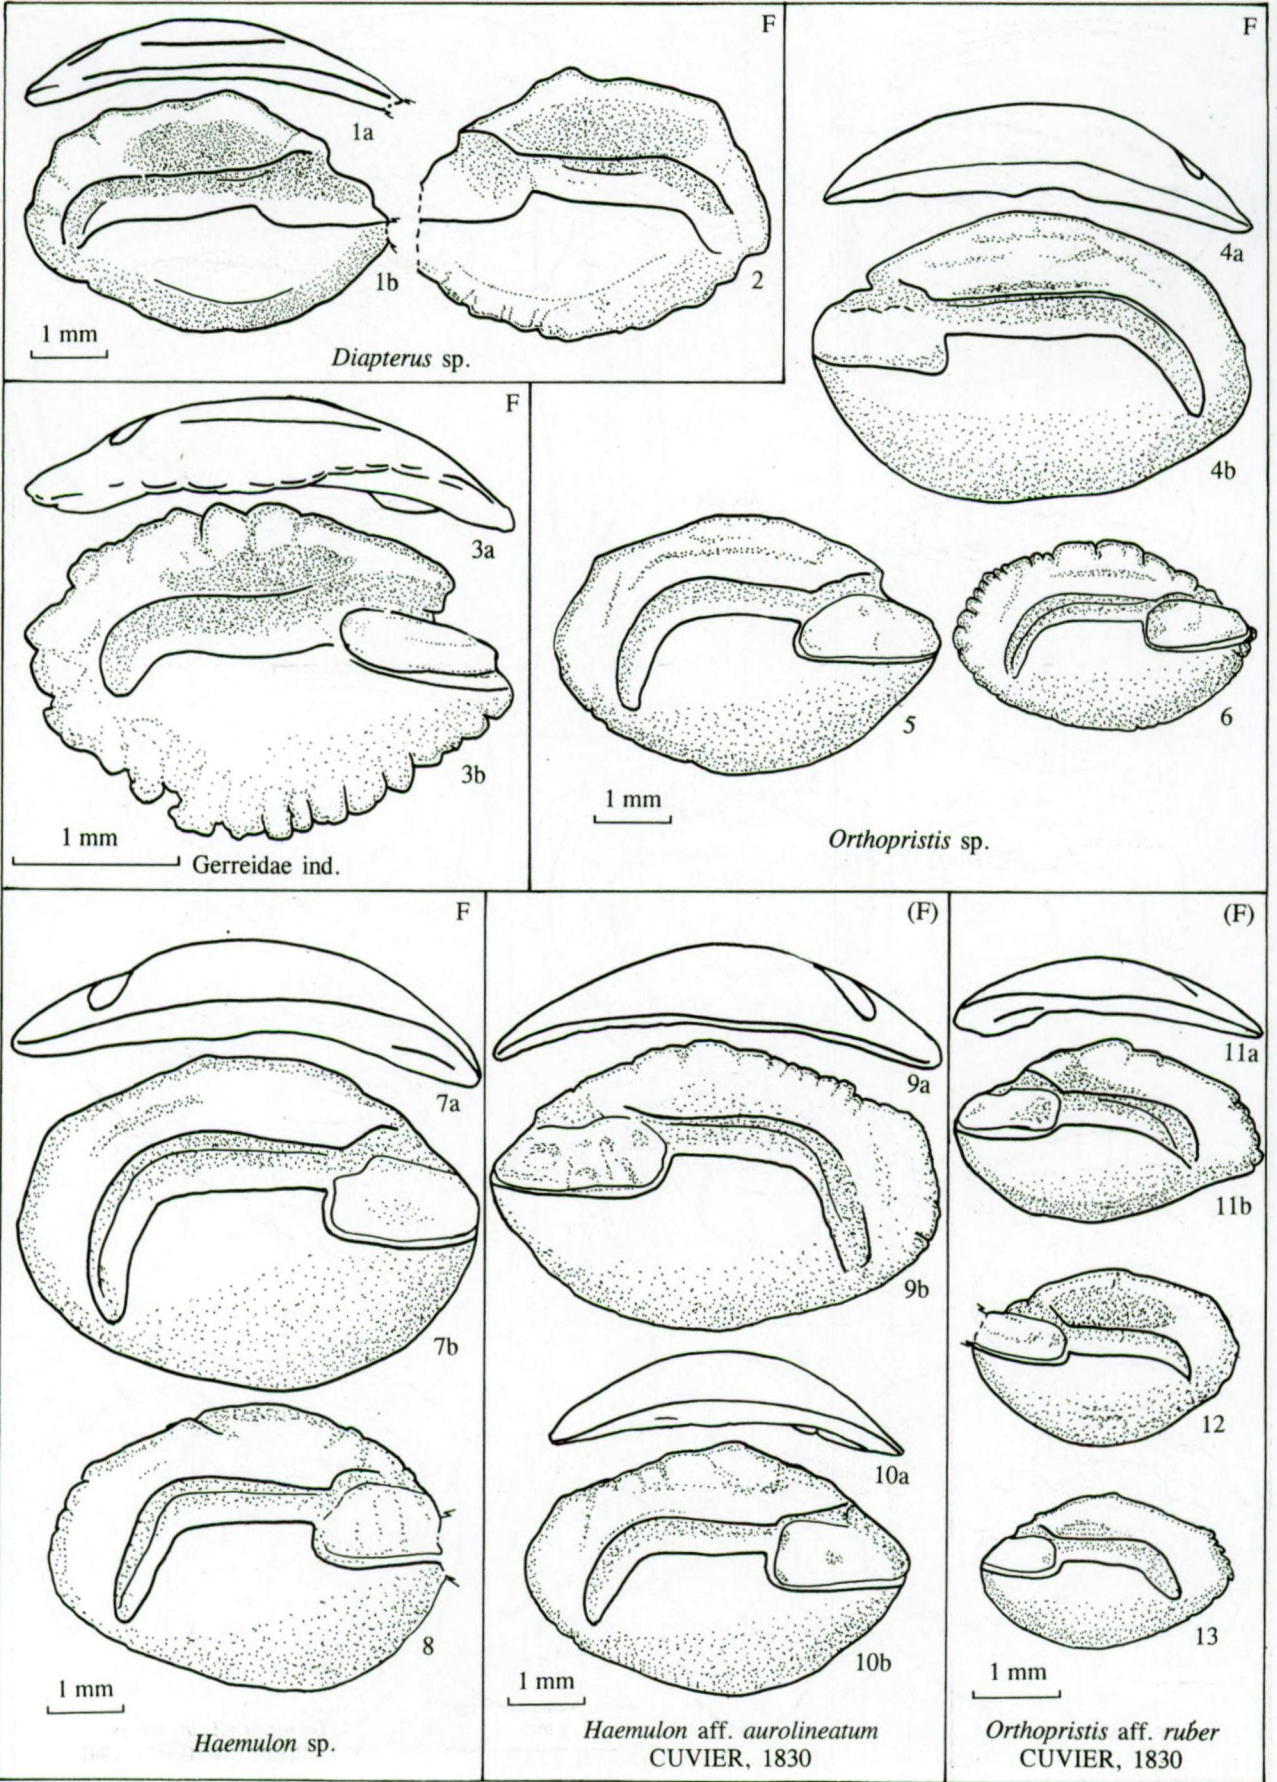 F
1a
1b
2
1 mm
Diapterus sp.
F
4a
4b
5
6
1 mm
Orthopristis sp.
F
3a
3b
1 mm
Gerreidae ind.
F
7a
7b
8
1 mm
Haemulon sp.
(F)
9a
9b
10a
10b
1 mm
Haemulon aff. aurolineatum
CUVIER, 1830
(F)
11a
11b
12
13
1 mm
Orthopristis aff. ruber
CUVIER, 1830